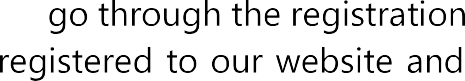 go through the registration
registered to our website and